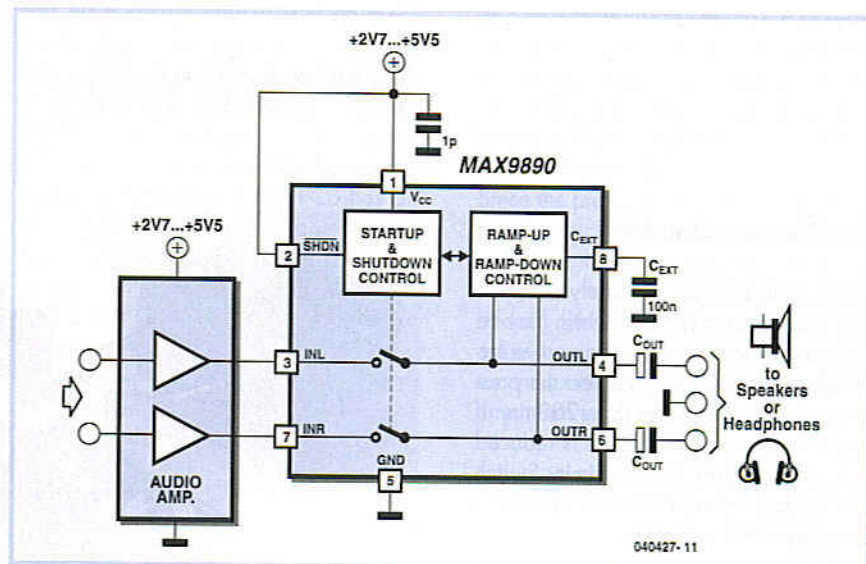 +2V7...+5V5
1p
MAX9890
1
VCC
+2V7...+5V5
2
SHDN
STARTUP
&
SHUTDOWN
CONTROL
RAMP-UP
&
RAMP-DOWN
CONTROL
CEXT
8
CEXT
100n
3
INL
OUTL
4
COUT
7
INR
OUTR
6
COUT
to
Speakers
or
Headphones
GND
5
AUDIO
AMP.
040427-11